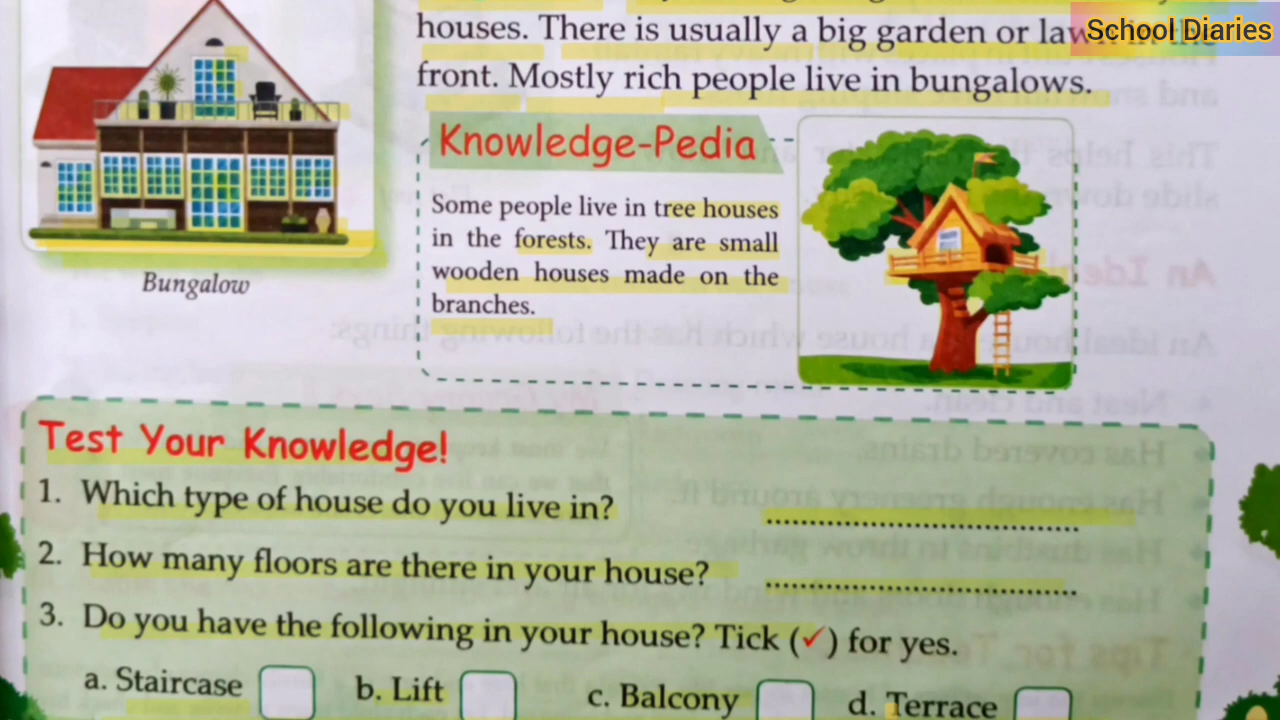 School Diaries
houses. There is usually a big garden or lawn in the
front. Mostly rich people live in bungalows.
Bungalow
Knowledge-Pedia
Some people live in tree houses
in the forests. They are small
wooden houses made on the
branches.
Test Your Knowledge!
1. Which type of house do you live in? ................................
2. How many floors are there in your house? ................................
3. Do you have the following in your house? Tick (✓) for yes.
a. Staircase b. Lift c. Balcony d. Terrace